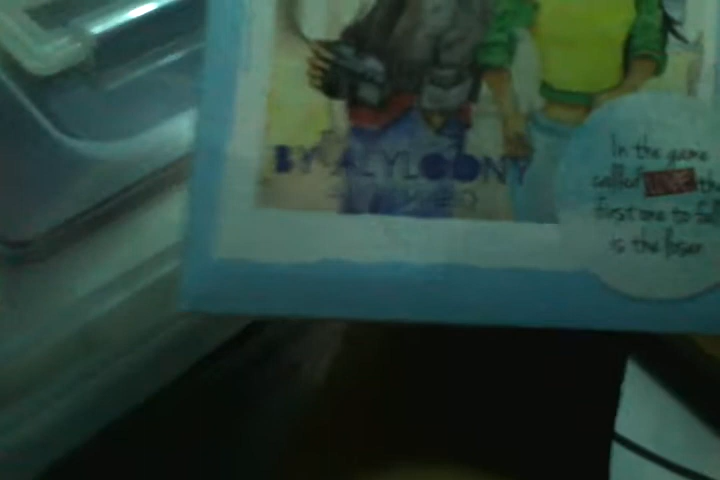 BY ALYLOONY
In the game
called the
first one to fall
is the loser